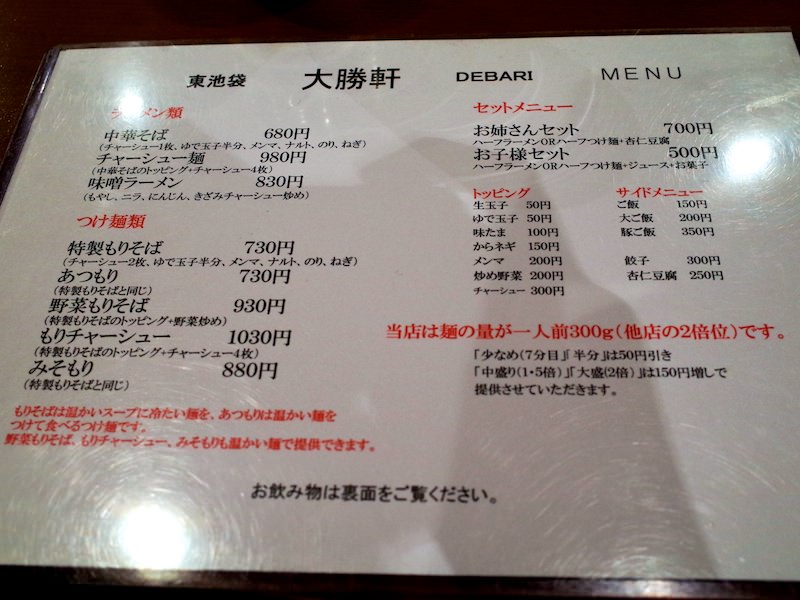 東池袋 大勝軒 DEBARI MENU
ラーメン類
中華そば 680円
(チャーシュー1枚、ゆで玉子半分、メンマ、ナルト、のり、ねぎ)
チャーシュー麺 980円
(中華そばのトッピング+チャーシュー4枚)
味噌ラーメン 830円
(もやし、ニラ、にんじん、きざみチャーシュー炒め)
つけ麺類
特製もりそば 730円
(チャーシュー2枚、ゆで玉子半分、メンマ、ナルト、のり、ねぎ)
あつもり 730円
(特製もりそばと同じ)
野菜もりそば 930円
(特製もりそばのトッピング+野菜炒め)
もりチャーシュー 1030円
(特製もりそばのトッピング+チャーシュー4枚)
みそもり 880円
(特製もりそばと同じ)
もりそばは温かいスープに冷たい麺を、あつもりは温かい麺を
つけて食べるつけ麺です。
野菜もりそば、もりチャーシュー、みそもりも温かい麺で提供できます。
セットメニュー
お姉さんセット 700円
ハーフラーメンORハーフつけ麺+杏仁豆腐
お子様セット 500円
ハーフラーメンORハーフつけ麺+ジュース+お菓子
トッピング
生玉子 50円
ゆで玉子 50円
味たま 100円
からネギ 150円
メンマ 200円
炒め野菜 200円
チャーシュー 300円
サイドメニュー
ご飯 150円
大ご飯 200円
豚ご飯 350円
餃子 300円
杏仁豆腐 250円
当店は麺の量が一人前300g(他店の2倍位)です。
「少なめ(7分目)「半分」は50円引き
「中盛り(1・5倍)」「大盛(2倍)」は150円増しで
提供させていただきます。
お飲み物は裏面をご覧ください。